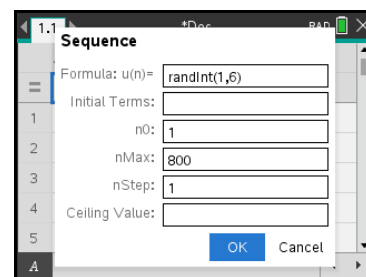 1.1 *Doc RAD
Sequence
Formula: u(n)= randInt(1,6)
Initial Terms:
n0: 1
nMax: 800
nStep: 1
Ceiling Value:
OK Cancel
=
1
2
3
4
5
A